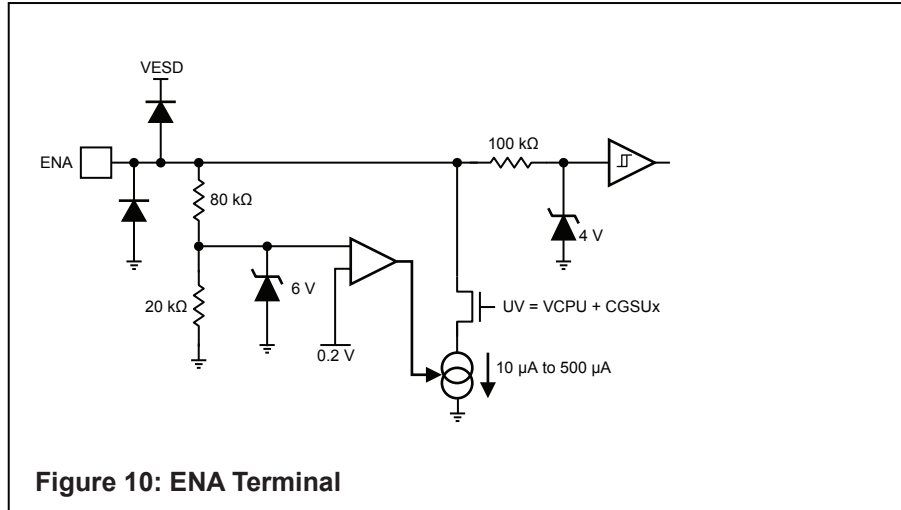 VESD
ENA
100 kΩ
80 kΩ
4 V
6 V
20 kΩ
UV = VCPU + CGSUx
0.2 V
10 µA to 500 µA
Figure 10: ENA Terminal